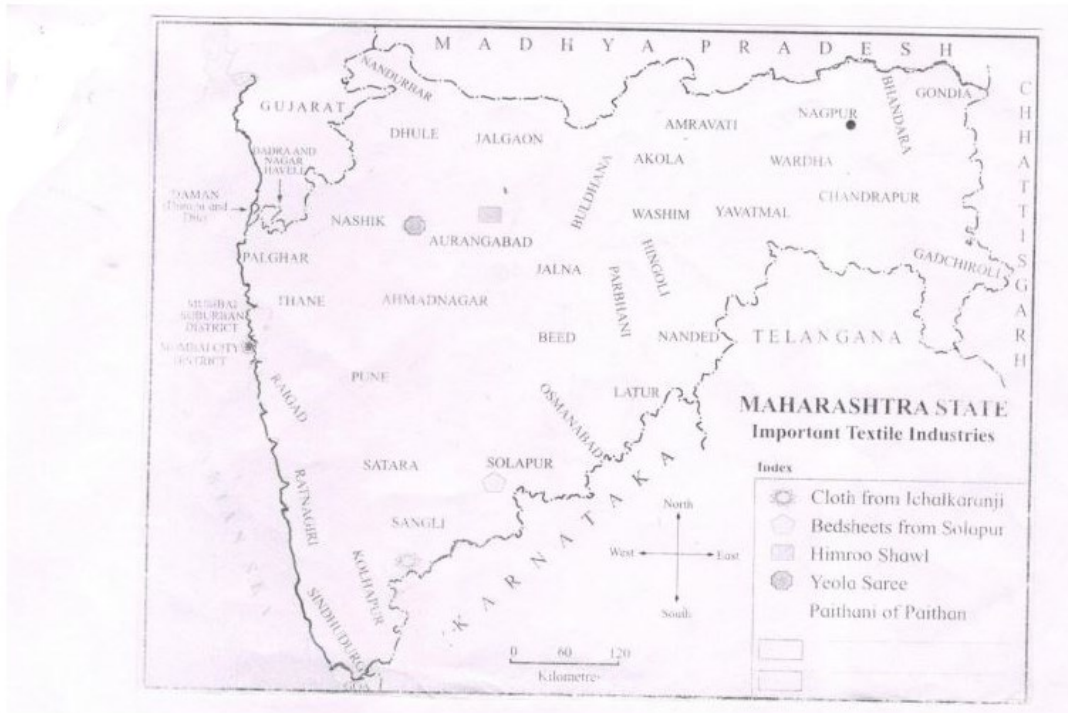 MADHYA PRADESH
NANDURBAR
GUJARAT
DHULE
JALGAON
AMRAVATI
NAGPUR
BHANDARA
GONDIA
CHHATTISGARH
DADRA AND
NAGAR
HAVELI
BULDHANA
AKOLA
WARDHA
DAMAN
NASHIK
AURANGABAD
WASHIM
YAVATMAL
CHANDRAPUR
PALGHAR
JALNA
HINGOLI
PARBHANI
GADCHIROLI
THANE
AHMADNAGAR
MUMBAI
SUBURBAN
DISTIGCT
MUMBAI CITY
DISTRICT
BEED
NANDED
TELANGANA
RAIGAD
PUNE
OSMANABAD
LATUR
MAHARASHTRA STATE
Important Textile Industries
SATARA
SOLAPUR
KARNATAKA
RATNAGIRI
SANGLI
KOLHAPUR
SINDHUDURG
GOA
North
West
East
South
0 60 120
Kilometre
Index
Cloth from Ichalkaranji
Bedsheets from Solapur
Himroo Shawl
Yeola Saree
Paithani of Paithan